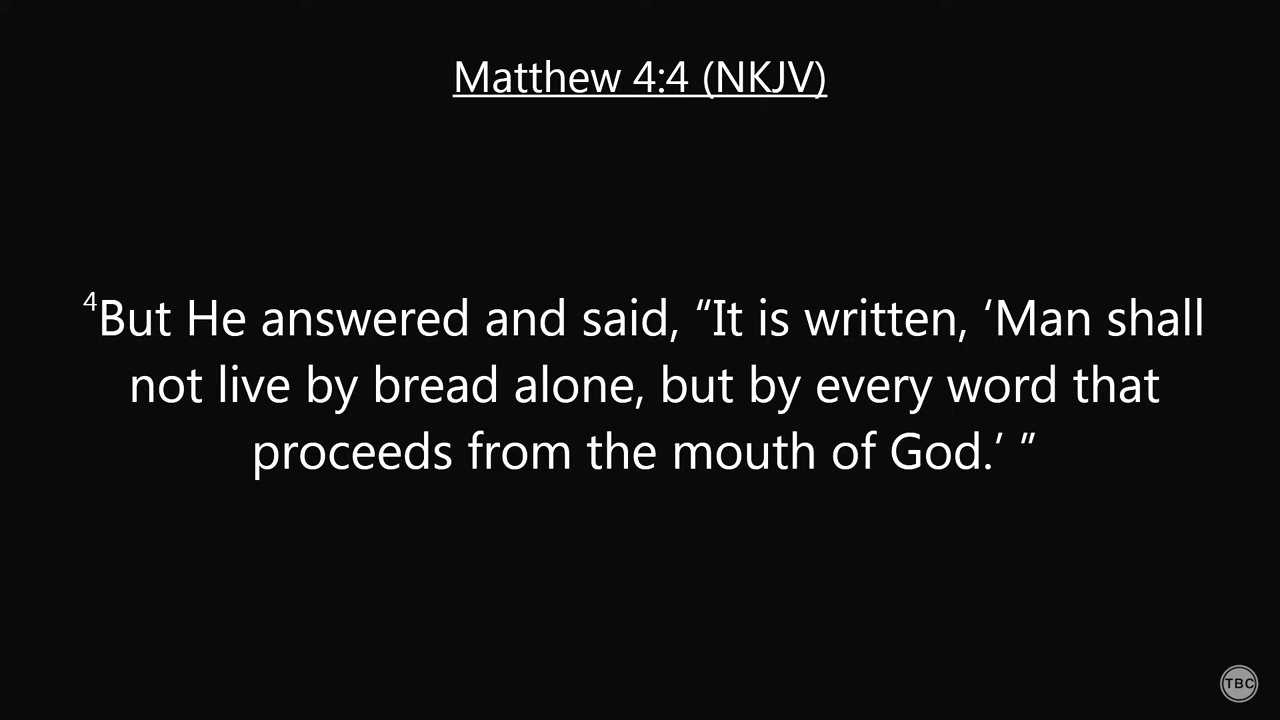 Matthew 4:4 (NKJV)
4But He answered and said, “It is written, ‘Man shall
not live by bread alone, but by every word that
proceeds from the mouth of God.’ ”
TBC